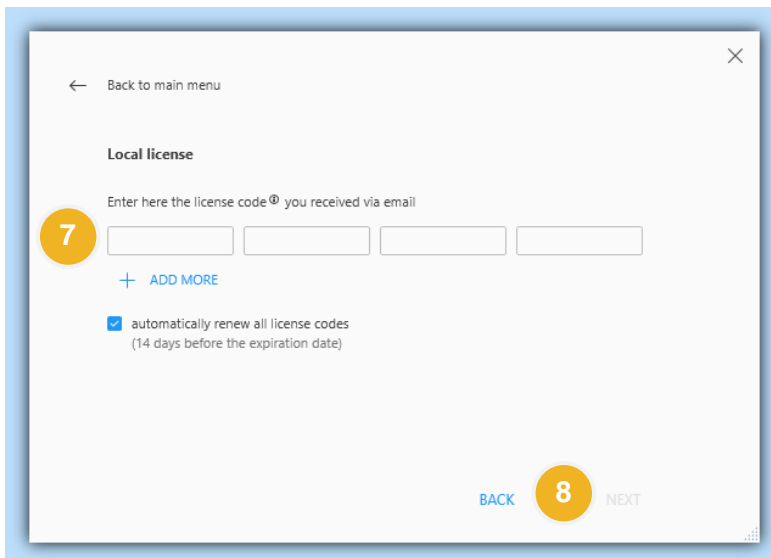 ← Back to main menu
Local license
Enter here the license code ⓘ you received via email
7
+ ADD MORE
automatically renew all license codes
(14 days before the expiration date)
BACK 8 NEXT